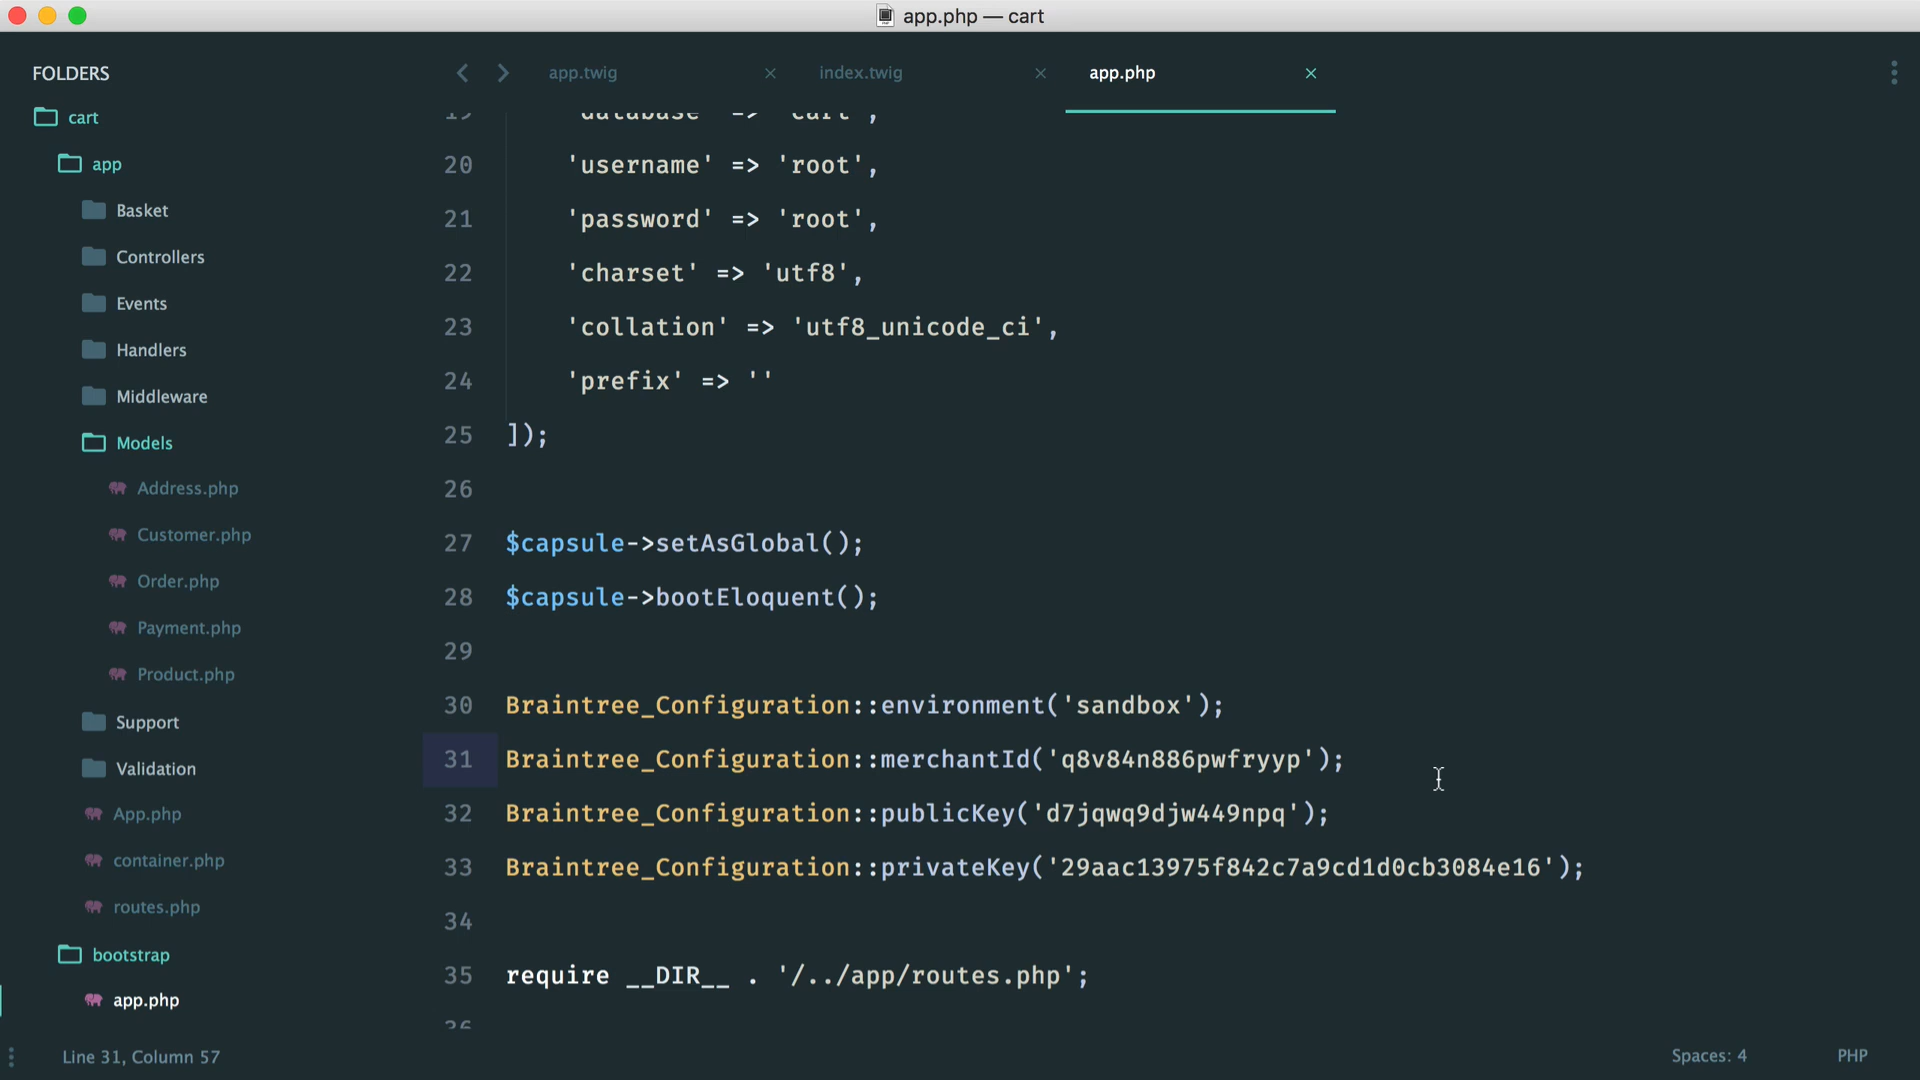 app.php — cart
FOLDERS
cart
app
Basket
Controllers
Events
Handlers
Middleware
Models
Address.php
Customer.php
Order.php
Payment.php
Product.php
Support
Validation
App.php
container.php
routes.php
bootstrap
app.php
app.twig
index.twig
app.php
19 'database' => 'cart',
20 'username' => 'root',
21 'password' => 'root',
22 'charset' => 'utf8',
23 'collation' => 'utf8_unicode_ci',
24 'prefix' => ''
25 ]);
26
27 $capsule->setAsGlobal();
28 $capsule->bootEloquent();
29
30 Braintree_Configuration::environment('sandbox');
31 Braintree_Configuration::merchantId('q8v84n886pwfryyp');
32 Braintree_Configuration::publicKey('d7jqwq9djw449npq');
33 Braintree_Configuration::privateKey('29aac13975f842c7a9cd1d0cb3084e16');
34
35 require __DIR__ . '/../app/routes.php';
36
Line 31, Column 57
Spaces: 4
PHP